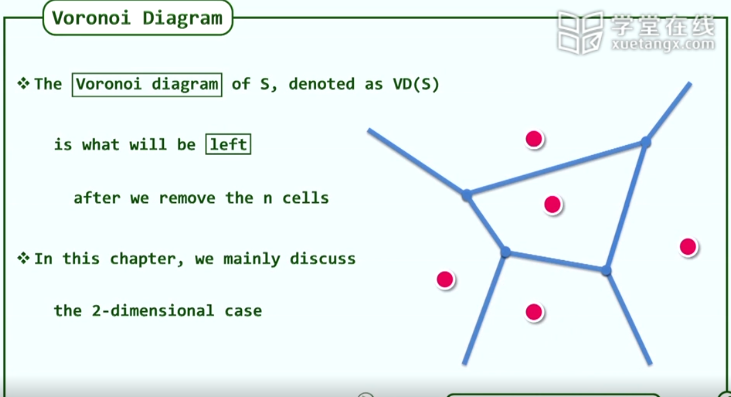 Voronoi Diagram
学堂在线
xuetangx.com
❖The Voronoi diagram of S, denoted as VD(S)
is what will be left
after we remove the n cells
❖In this chapter, we mainly discuss
the 2-dimensional case